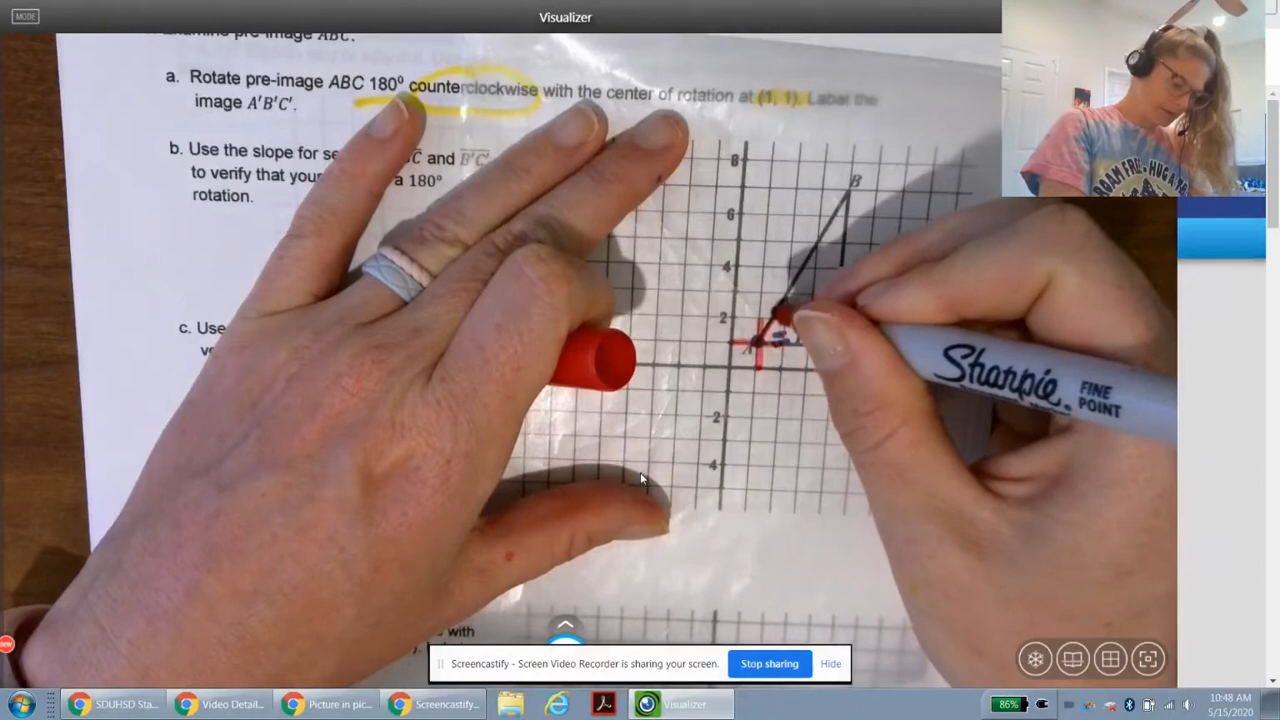 MODE
Visualizer
a. Rotate pre-image ABC 180° counterclockwise with the center of rotation at (1, 1). Label the
image A'B'C'.
b. Use the slope for and B'C'
to verify that your a 180°
rotation.
c. Use
8
6
4
2
-2
4
B
A
Sharpie
FINE
POINT
with
Screencastify - Screen Video Recorder is sharing your screen.
Stop sharing
Hide
SDUHSD Sta...
Video Detail...
Picture in pic...
Screencastify...
Visualizer
86%
10:48 AM
5/15/2020